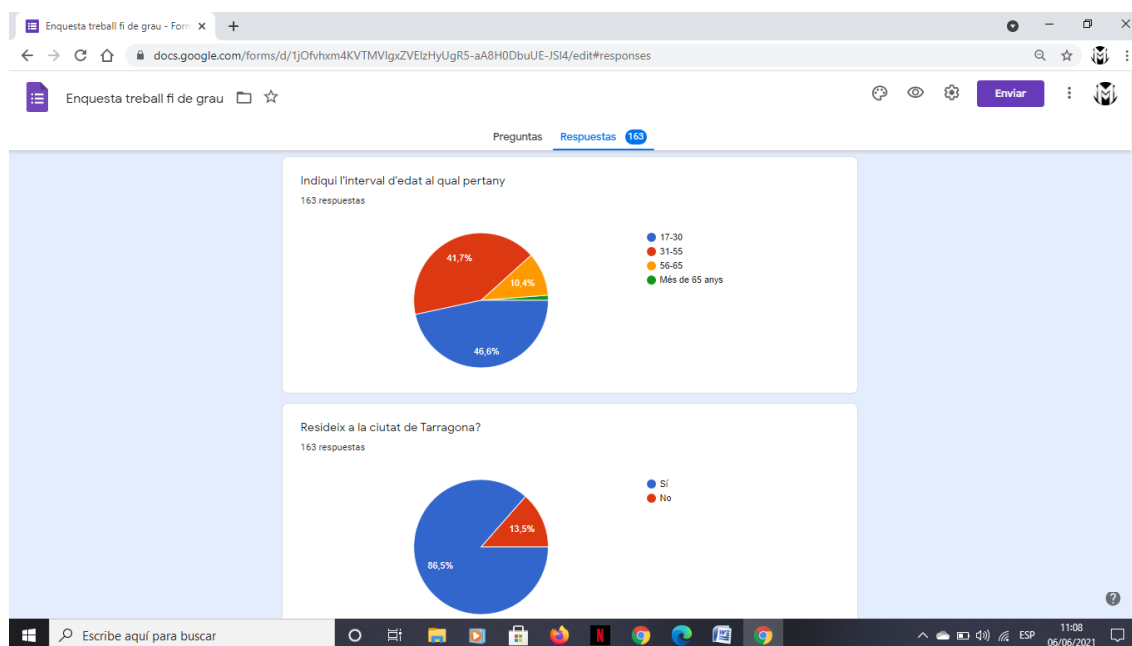 Enquesta treball fi de grau - Form
docs.google.com/forms/d/1jOfvhxm4KVTMVIgxZVElzHyUgR5-aA8H0DbuUE-JSI4/edit#responses
Enquesta treball fi de grau
Enviar
Preguntas Respuestas 163
Indiqui l'interval d'edat al qual pertany
163 respuestas
17-30
31-55
56-65
Més de 65 anys
41,7%
10,4%
46,6%
Resideix a la ciutat de Tarragona?
163 respuestas
Sí
No
13,5%
86,5%
Escribe aquí para buscar
ESP
11:08
06/06/2021